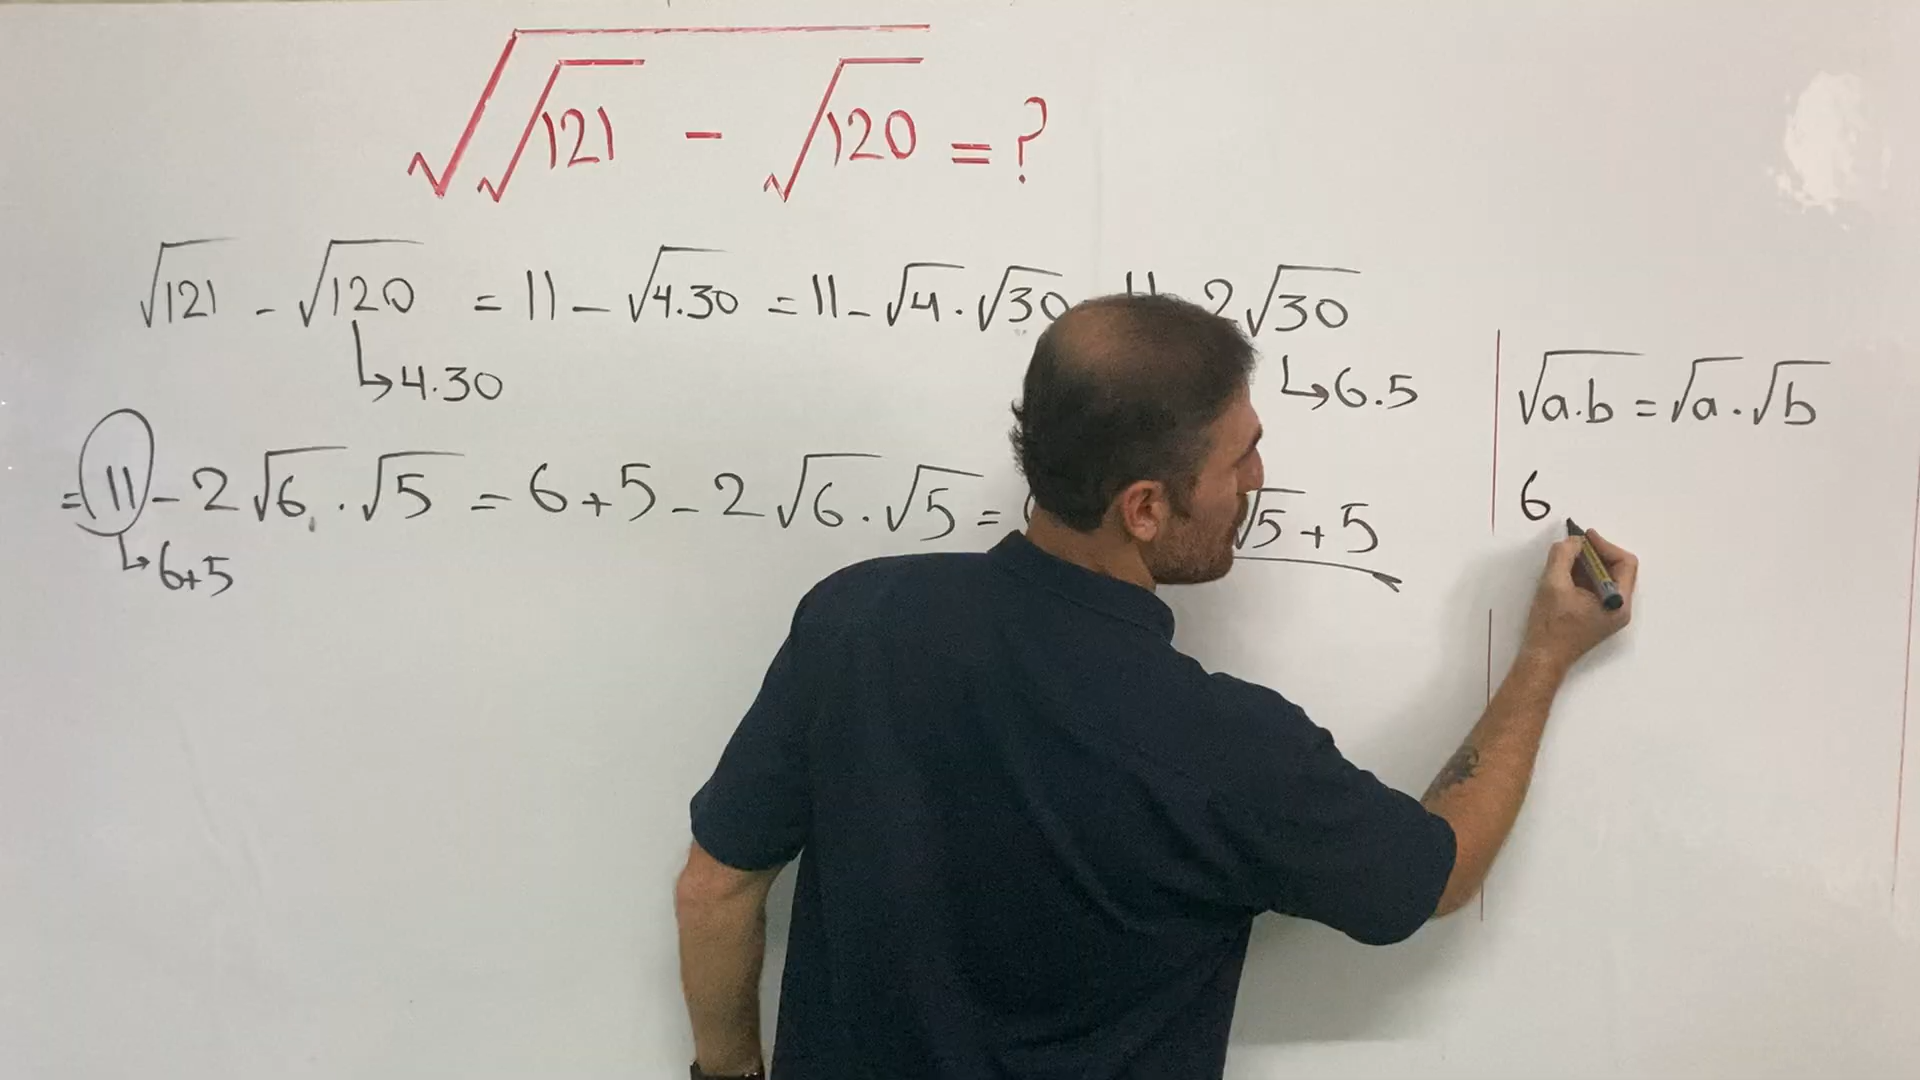 √(√121 - √120) = ?
√121 - √120 = 11 - √4.30 = 11 - √4 . √30 11 2√30
↳ 4.30
↳ 6.5
= 11 - 2√6 . √5 = 6+5 - 2√6 . √5 = √5 + 5
↳ 6+5
√a.b = √a . √b
6